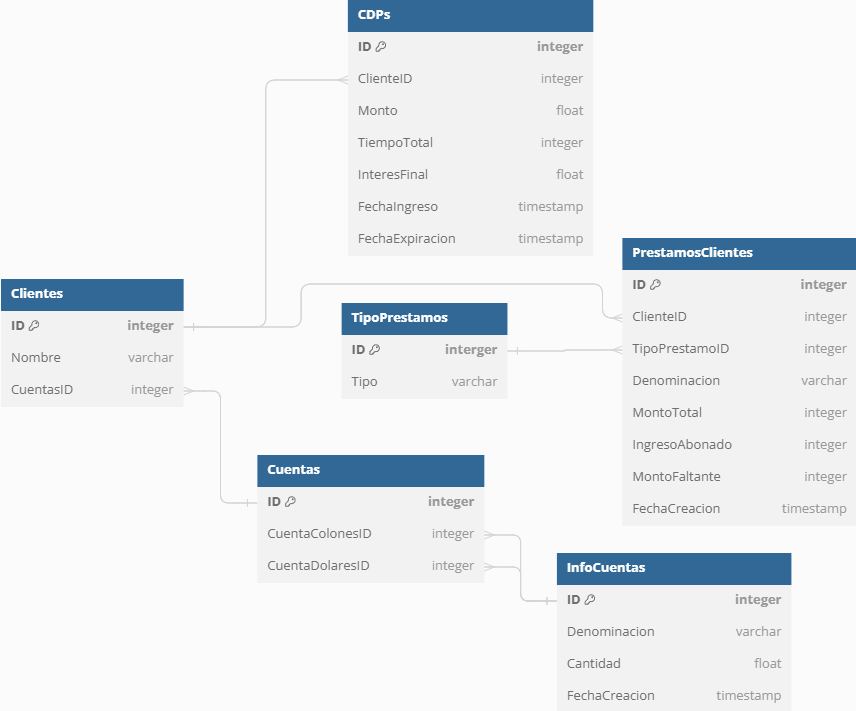 CDPs
ID integer
ClienteID integer
Monto float
TiempoTotal integer
InteresFinal float
FechaIngreso timestamp
FechaExpiracion timestamp
PrestamosClientes
ID integer
ClienteID integer
TipoPrestamoID integer
Denominacion varchar
MontoTotal integer
IngresoAbonado integer
MontoFaltante integer
FechaCreacion timestamp
Clientes
ID integer
Nombre varchar
CuentasID integer
TipoPrestamos
ID interger
Tipo varchar
Cuentas
ID integer
CuentaColonesID integer
CuentaDolaresID integer
InfoCuentas
ID integer
Denominacion varchar
Cantidad float
FechaCreacion timestamp